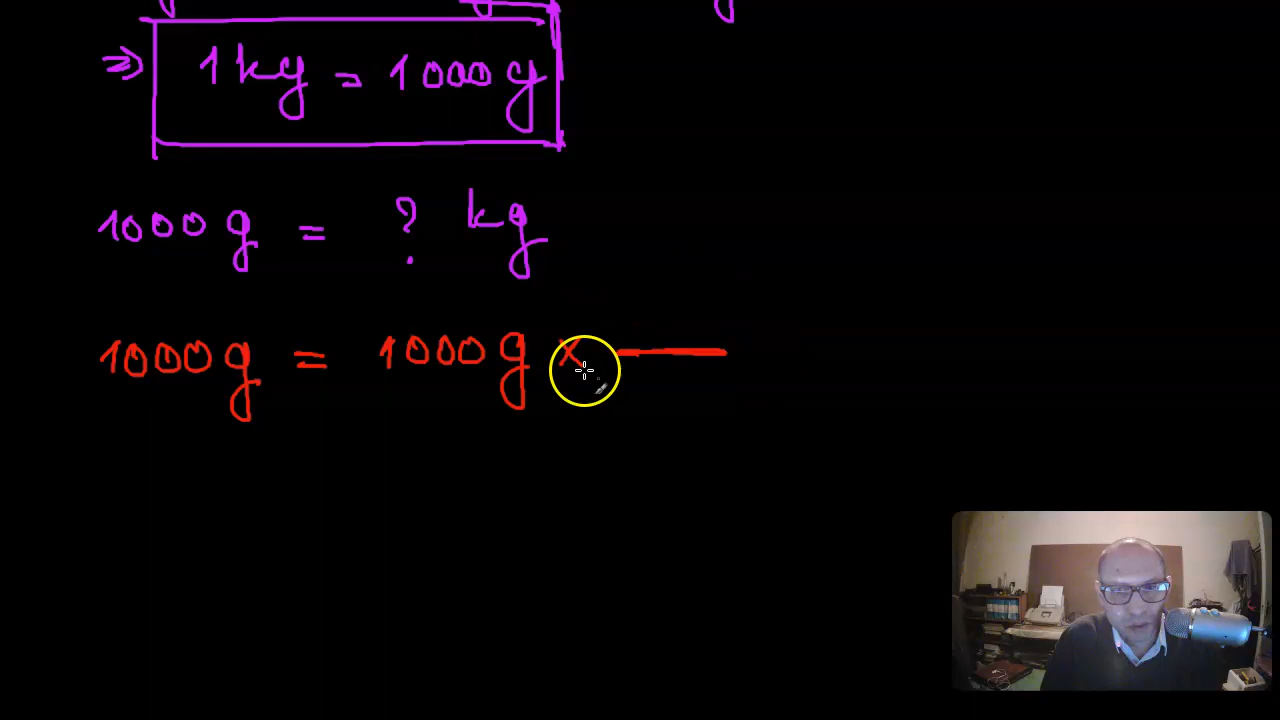 ⇒ 1 kg = 1000 g
1000 g = ? kg
1000 g = 1000 g x